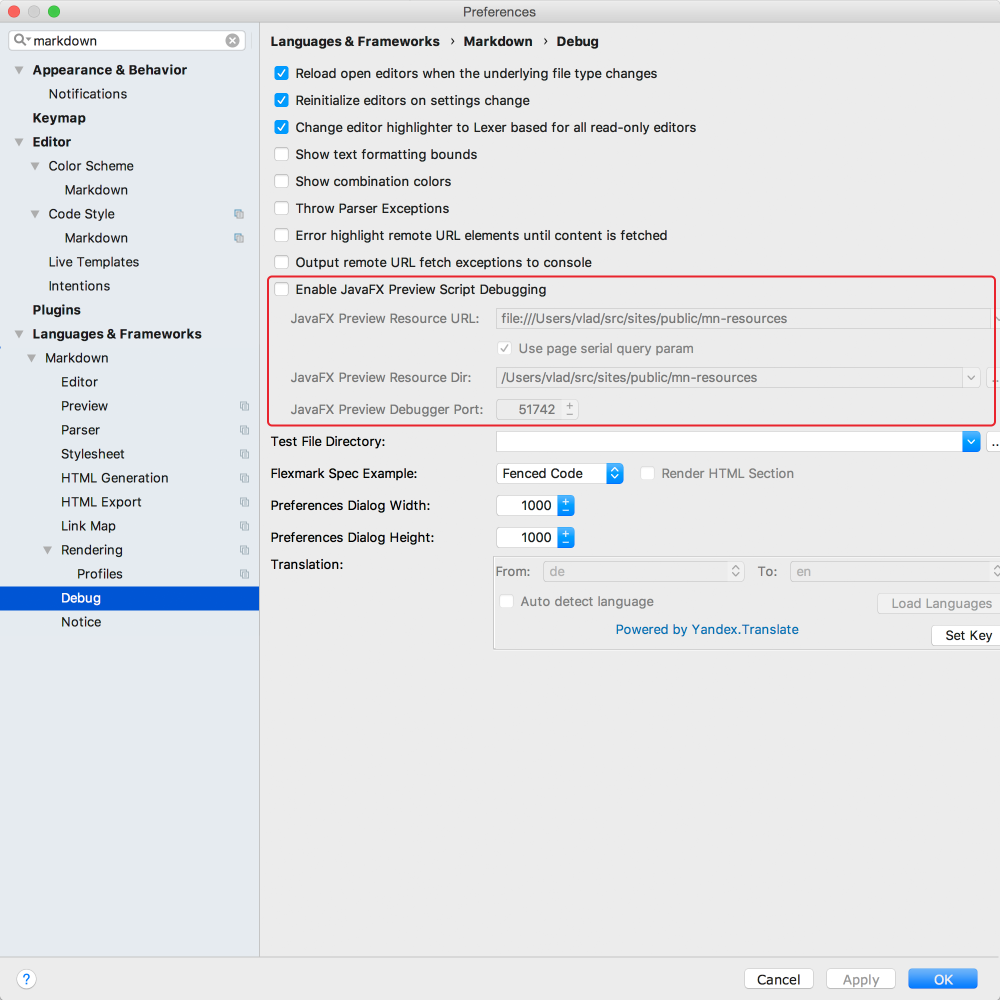 Preferences
markdown
Appearance & Behavior
Notifications
Keymap
Editor
Color Scheme
Markdown
Code Style
Markdown
Live Templates
Intentions
Plugins
Languages & Frameworks
Markdown
Editor
Preview
Parser
Stylesheet
HTML Generation
HTML Export
Link Map
Rendering
Profiles
Debug
Notice
Languages & Frameworks › Markdown › Debug
Reload open editors when the underlying file type changes
Reinitialize editors on settings change
Change editor highlighter to Lexer based for all read-only editors
Show text formatting bounds
Show combination colors
Throw Parser Exceptions
Error highlight remote URL elements until content is fetched
Output remote URL fetch exceptions to console
Enable JavaFX Preview Script Debugging
JavaFX Preview Resource URL: file:///Users/vlad/src/sites/public/mn-resources
Use page serial query param
JavaFX Preview Resource Dir: /Users/vlad/src/sites/public/mn-resources ..
JavaFX Preview Debugger Port: 51742
Test File Directory: ..
Flexmark Spec Example: Fenced Code Render HTML Section
Preferences Dialog Width: 1000
Preferences Dialog Height: 1000
Translation:
From: de To: en
Auto detect language Load Languages
Powered by Yandex.Translate
Set Key
? Cancel Apply OK